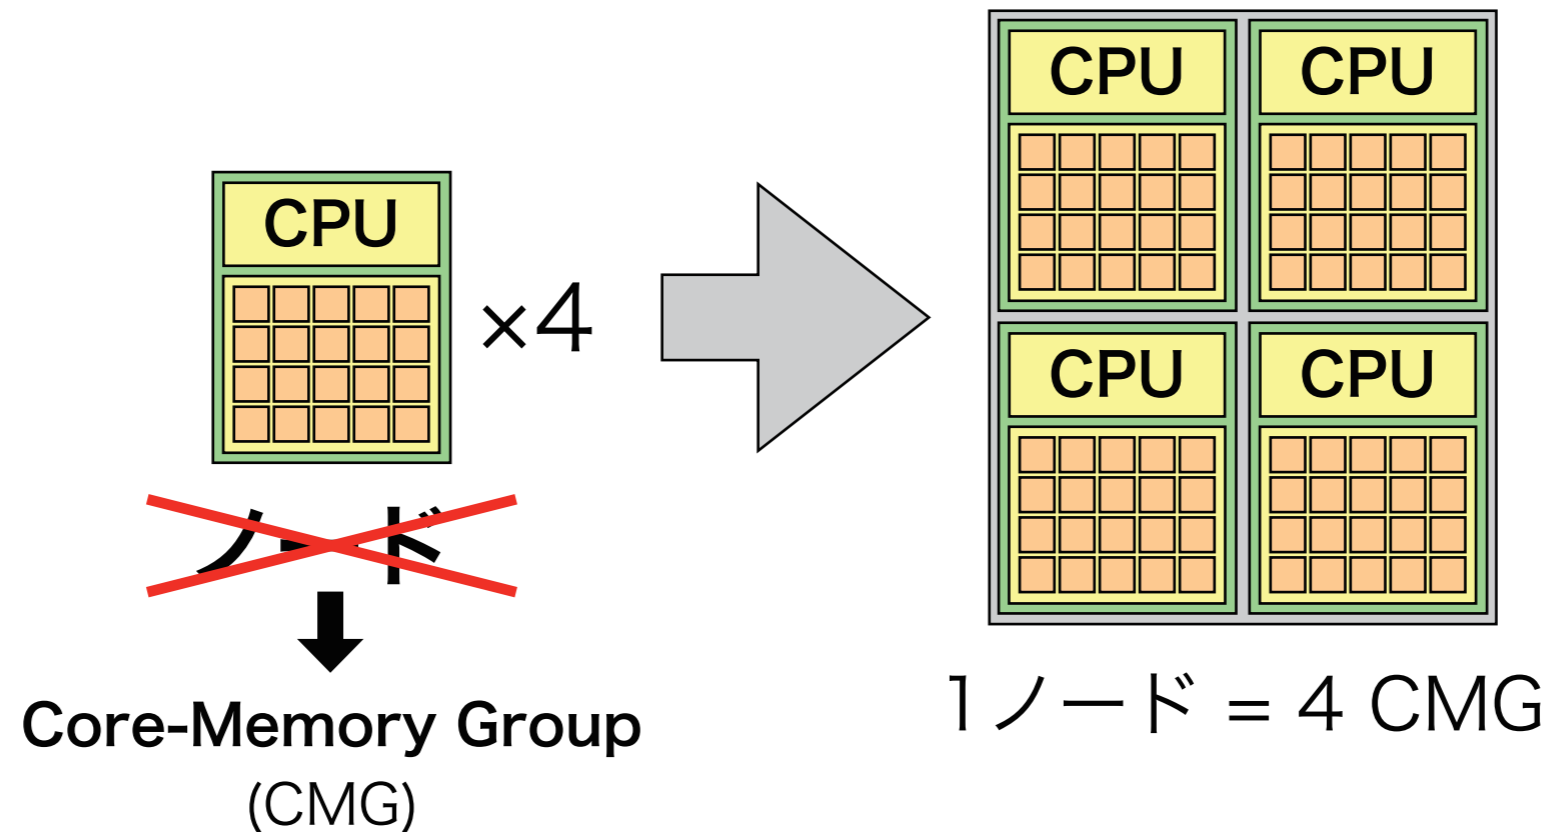 CPU
×4
ノード
Core-Memory Group
(CMG)
CPU
CPU
CPU
CPU
1ノード = 4 CMG